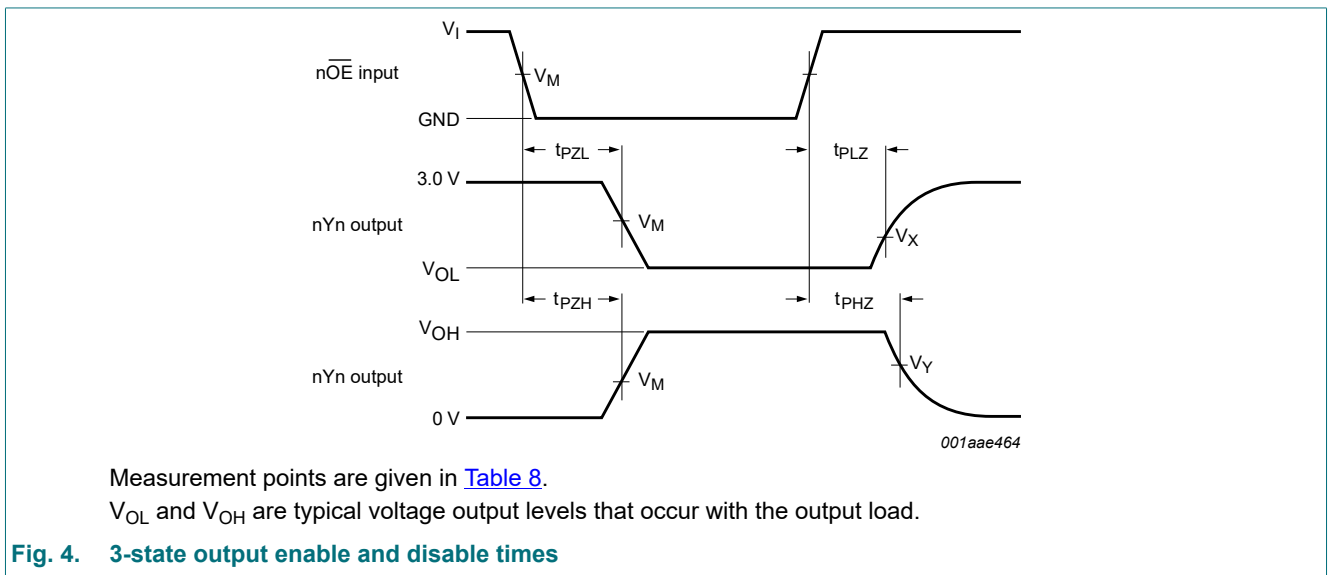 V_I
nOE input
V_M
GND
t_PZL
t_PLZ
3.0 V
nYn output
V_M
V_X
V_OL
t_PZH
t_PHZ
V_OH
nYn output
V_M
V_Y
0 V
001aae464
Measurement points are given in Table 8.
V_OL and V_OH are typical voltage output levels that occur with the output load.
Fig. 4. 3-state output enable and disable times